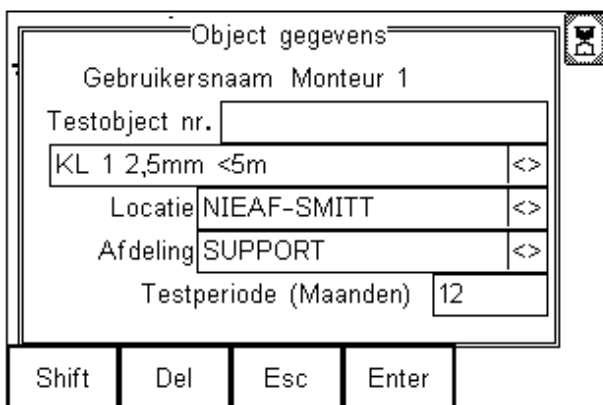 Object gegevens
Gebruikersnaam Monteur 1
Testobject nr.
KL 1 2,5mm <5m <>
Locatie NIEAF-SMITT <>
Afdeling SUPPORT <>
Testperiode (Maanden) 12
Shift Del Esc Enter